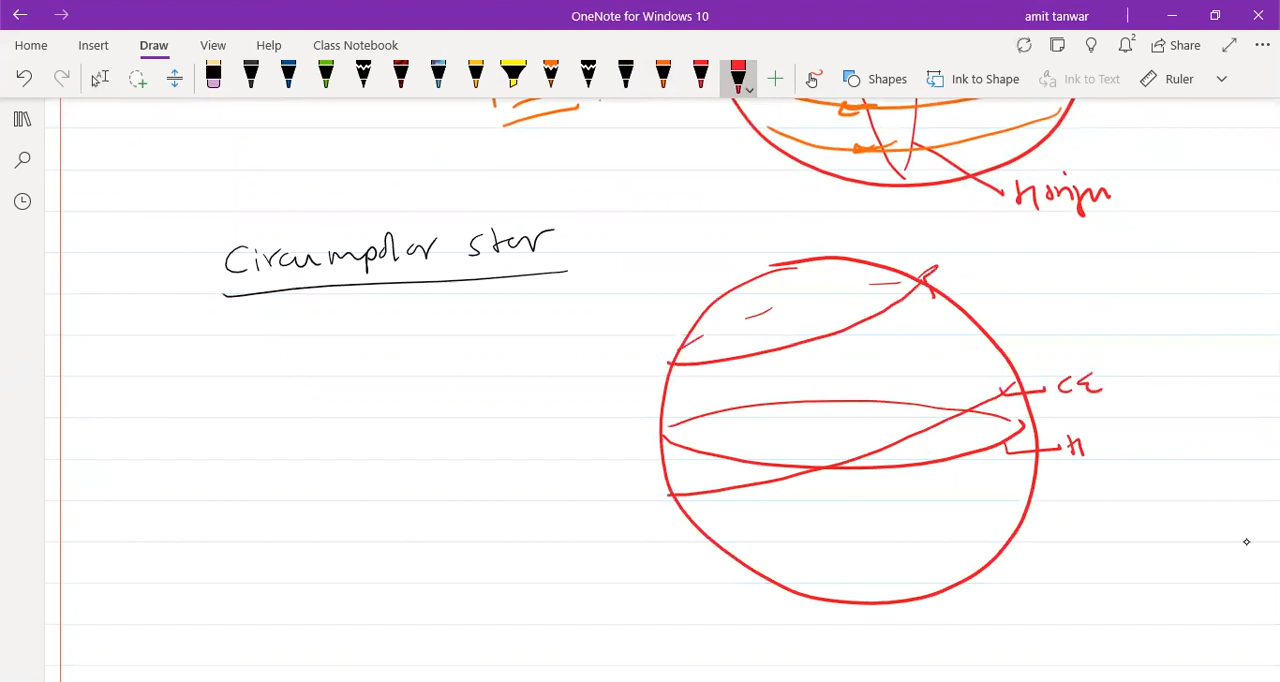 OneNote for Windows 10
amit tanwar
Home Insert Draw View Help Class Notebook
2
Share
Shapes Ink to Shape Ink to Text Ruler
Horizon
Circumpolar star
CE
H